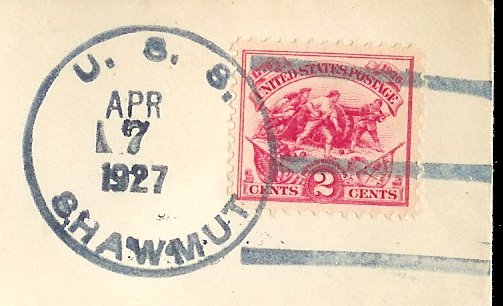 U. S. S.
APR
7
1927
SHAWMUT
UNITED STATES POSTAGE
CENTS 2 CENTS